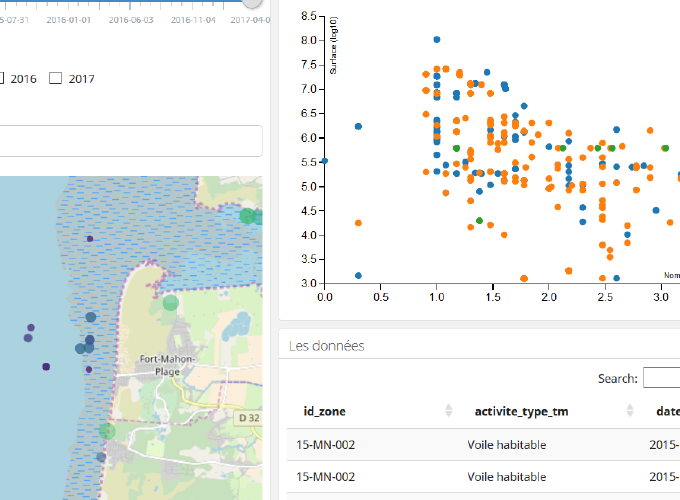 5-07-31 2016-01-01 2016-06-03 2016-11-04 2017-04-0
2016 2017
Fort-Mahon-
Plage
D 32
Surface (log10)
8.5
8.0
7.5
7.0
6.5
6.0
5.5
5.0
4.5
4.0
3.5
3.0
0.0 0.5 1.0 1.5 2.0 2.5 3.0
Nom
Les données
Search:
id_zone activite_type_tm date
15-MN-002 Voile habitable 2015-
15-MN-002 Voile habitable 2015-